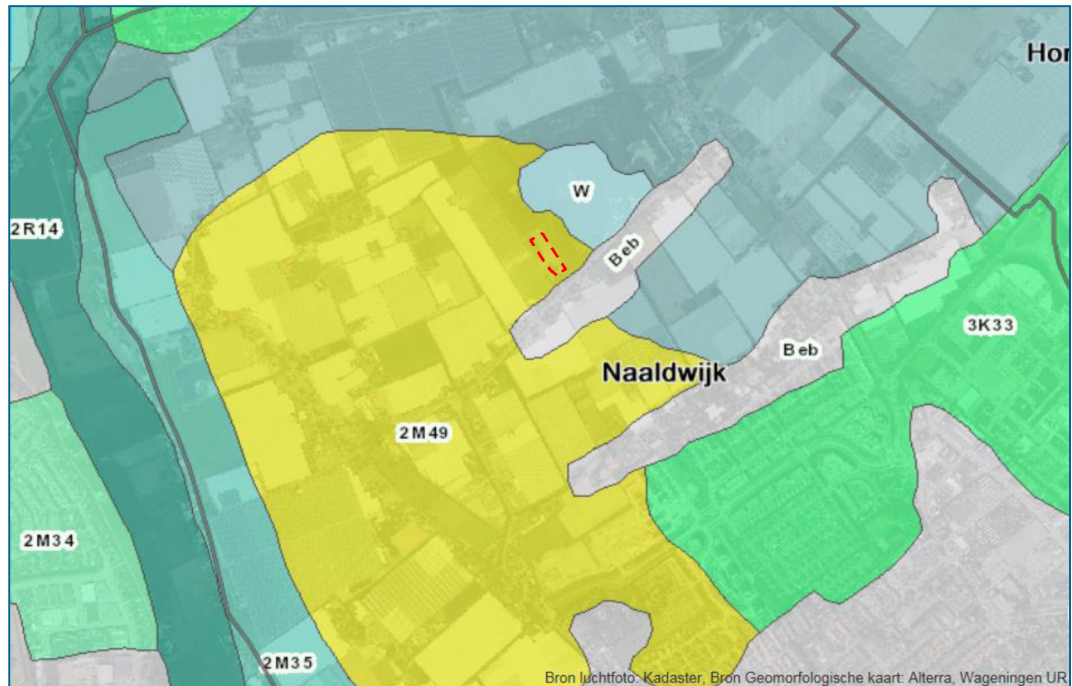 Hor
W
2R14
Beb
3K33
Beb
Naaldwijk
2M49
2M34
2M35
Bron luchtfoto: Kadaster, Bron Geomorfologische kaart: Alterra, Wageningen UR